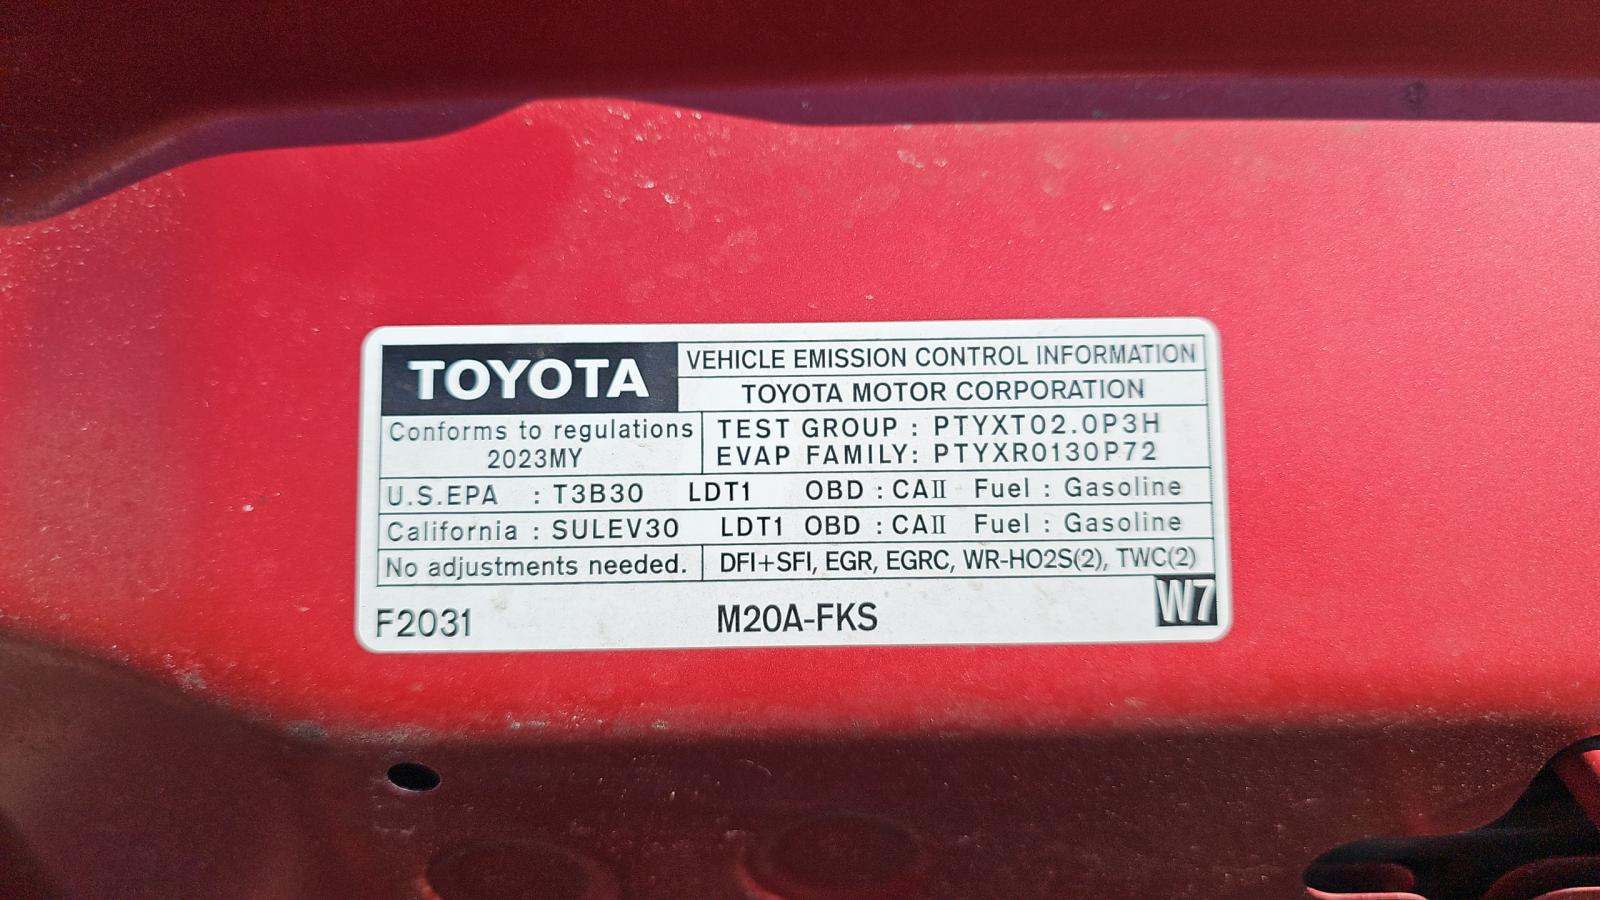 TOYOTA
VEHICLE EMISSION CONTROL INFORMATION
TOYOTA MOTOR CORPORATION
Conforms to regulations
2023MY
TEST GROUP : PTYXT02.0P3H
EVAP FAMILY: PTYXR0130P72
U.S.EPA : T3B30 LDT1 OBD : CAII Fuel : Gasoline
California : SULEV30 LDT1 OBD : CAII Fuel : Gasoline
No adjustments needed. DFI+SFI, EGR, EGRC, WR-HO2S(2), TWC(2)
F2031 M20A-FKS W7